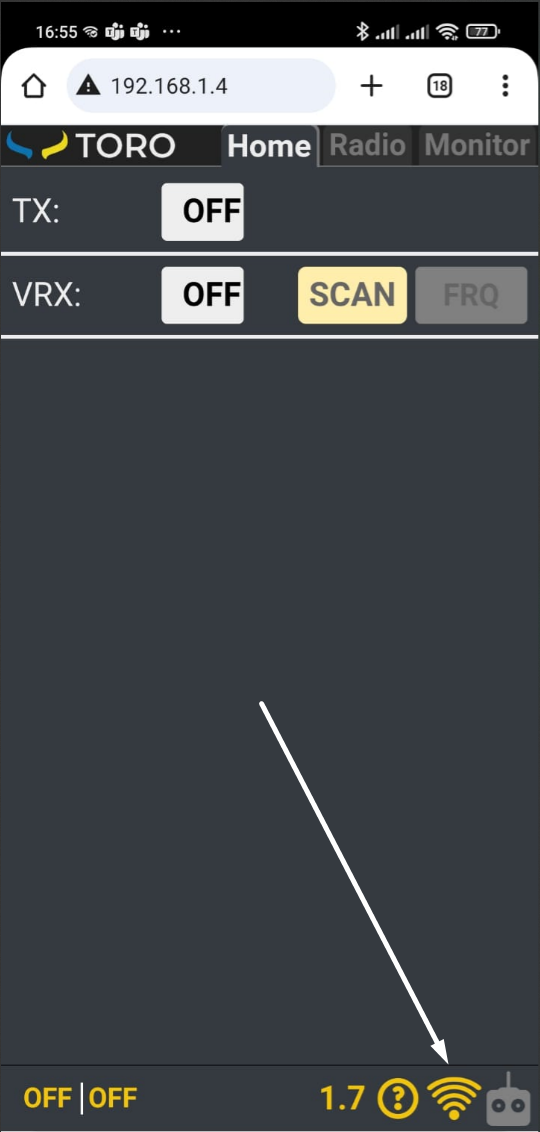 16:55 ... 77
192.168.1.4 18
TORO Home Radio Monitor
TX: OFF
VRX: OFF SCAN FRQ
OFF | OFF 1.7 ?